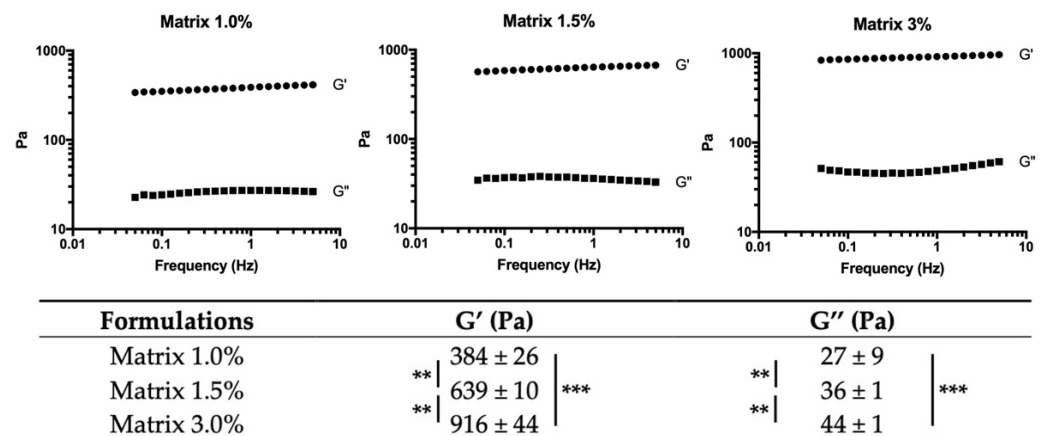 Matrix 1.0% Matrix 1.5% Matrix 3%
1000 1000 1000
G' G' G'
Pa Pa Pa
100 100 100
G" G" G"
10 10 10
0.01 0.1 1 10 0.01 0.1 1 10 0.01 0.1 1 10
Frequency (Hz) Frequency (Hz) Frequency (Hz)
Formulations G′ (Pa) G″ (Pa)
Matrix 1.0% 384 ± 26 27 ± 9
** **
Matrix 1.5% 639 ± 10 *** 36 ± 1 ***
** **
Matrix 3.0% 916 ± 44 44 ± 1